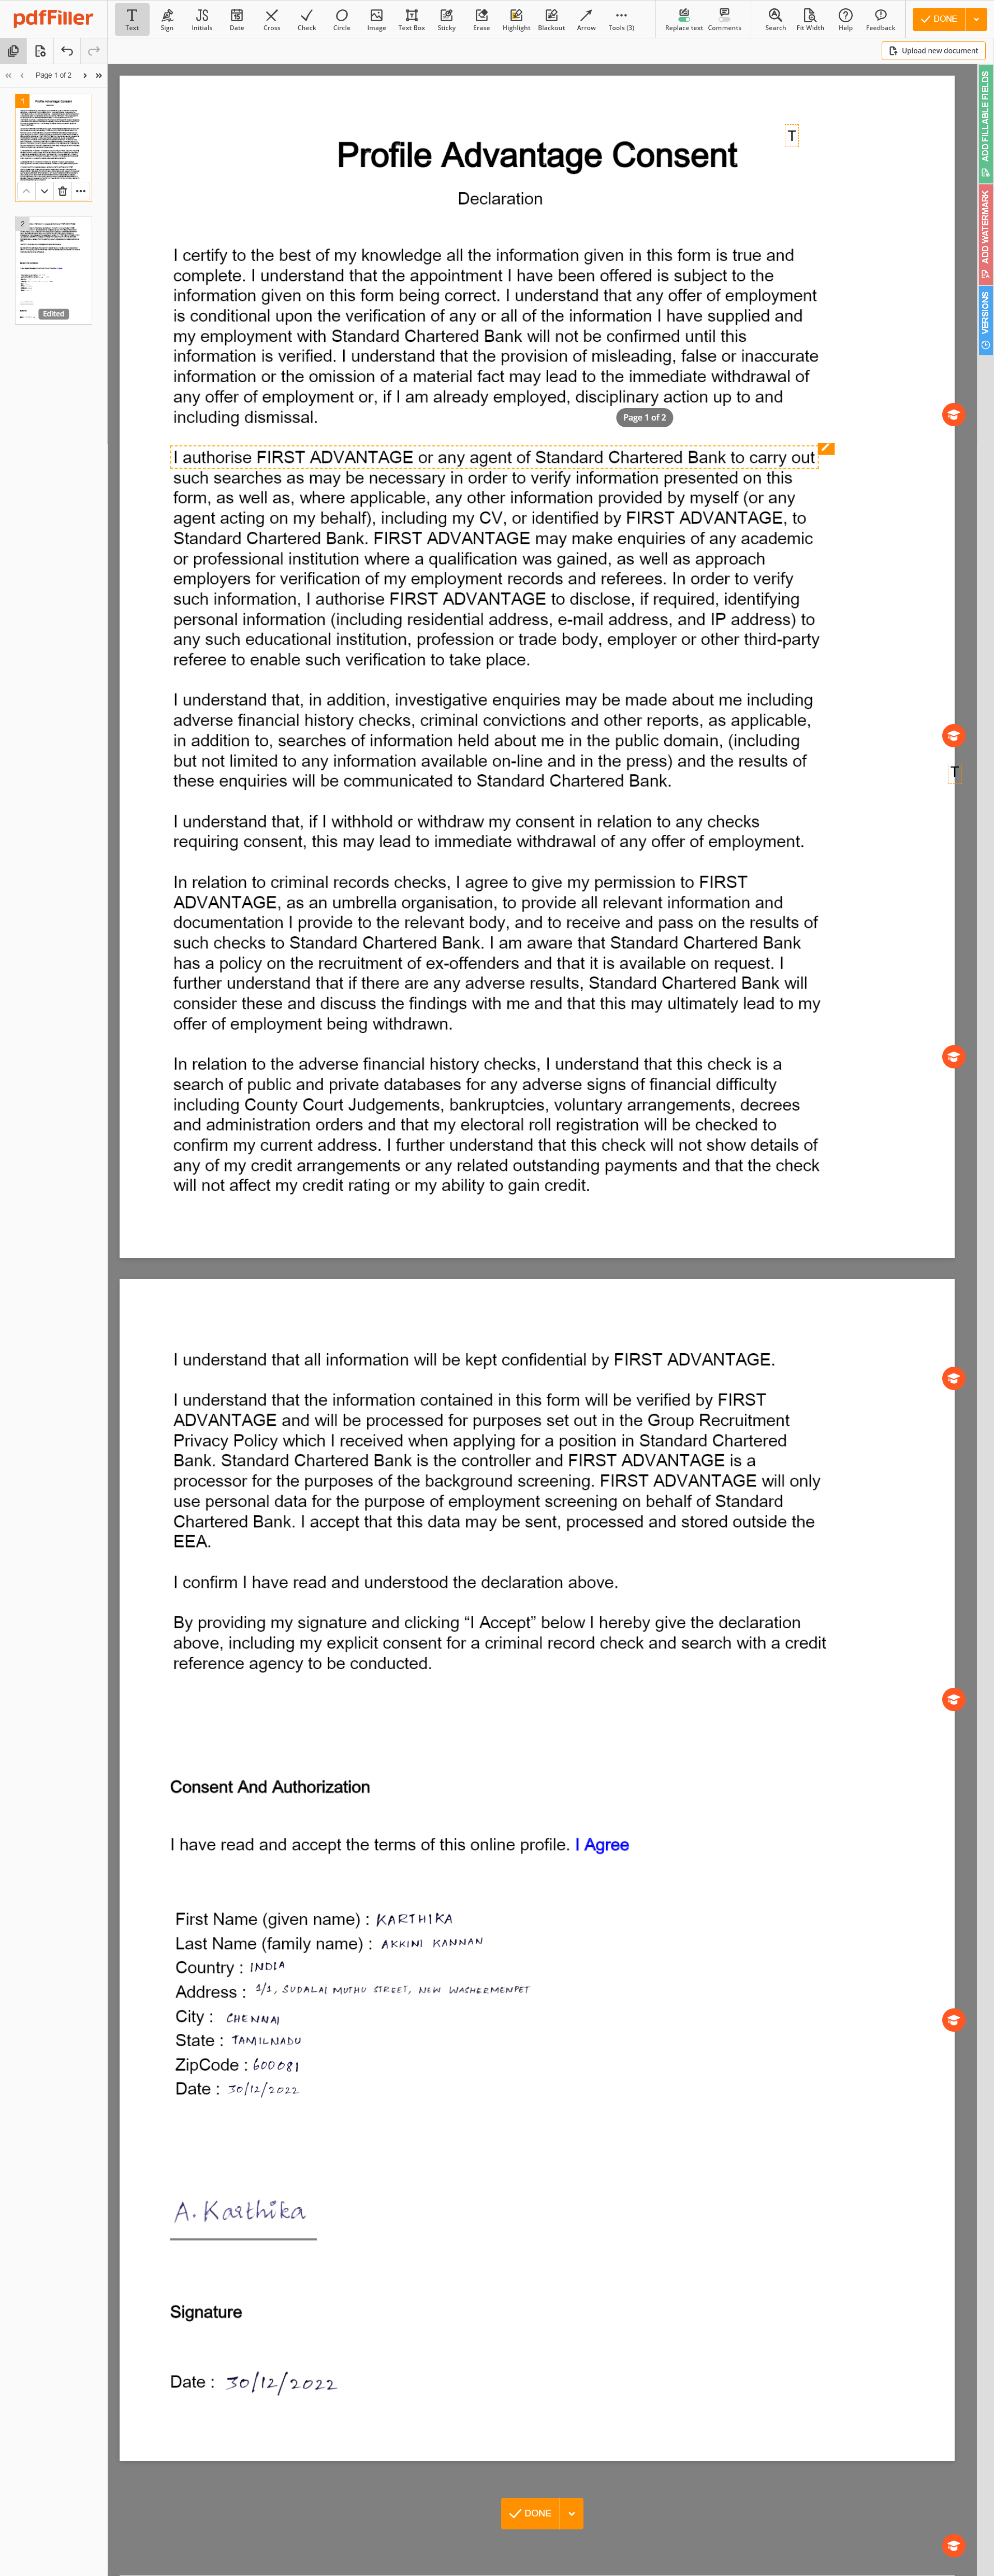 pdfFiller
Text Sign Initials Date Cross Check Circle Image Text Box Sticky Erase Highlight Blackout Arrow Tools (3) Replace text Comments Search Fit Width Help Feedback DONE
Upload new document
Page 1 of 2
ADD FILLABLE FIELDS
ADD WATERMARK
VERSIONS
1
Profile Advantage Consent
2
Edited
T
Profile Advantage Consent
Declaration
I certify to the best of my knowledge all the information given in this form is true and
complete. I understand that the appointment I have been offered is subject to the
information given on this form being correct. I understand that any offer of employment
is conditional upon the verification of any or all of the information I have supplied and
my employment with Standard Chartered Bank will not be confirmed until this
information is verified. I understand that the provision of misleading, false or inaccurate
information or the omission of a material fact may lead to the immediate withdrawal of
any offer of employment or, if I am already employed, disciplinary action up to and
including dismissal.
Page 1 of 2
I authorise FIRST ADVANTAGE or any agent of Standard Chartered Bank to carry out
such searches as may be necessary in order to verify information presented on this
form, as well as, where applicable, any other information provided by myself (or any
agent acting on my behalf), including my CV, or identified by FIRST ADVANTAGE, to
Standard Chartered Bank. FIRST ADVANTAGE may make enquiries of any academic
or professional institution where a qualification was gained, as well as approach
employers for verification of my employment records and referees. In order to verify
such information, I authorise FIRST ADVANTAGE to disclose, if required, identifying
personal information (including residential address, e-mail address, and IP address) to
any such educational institution, profession or trade body, employer or other third-party
referee to enable such verification to take place.
I understand that, in addition, investigative enquiries may be made about me including
adverse financial history checks, criminal convictions and other reports, as applicable,
in addition to, searches of information held about me in the public domain, (including
but not limited to any information available on-line and in the press) and the results of
these enquiries will be communicated to Standard Chartered Bank.
T
I understand that, if I withhold or withdraw my consent in relation to any checks
requiring consent, this may lead to immediate withdrawal of any offer of employment.
In relation to criminal records checks, I agree to give my permission to FIRST
ADVANTAGE, as an umbrella organisation, to provide all relevant information and
documentation I provide to the relevant body, and to receive and pass on the results of
such checks to Standard Chartered Bank. I am aware that Standard Chartered Bank
has a policy on the recruitment of ex-offenders and that it is available on request. I
further understand that if there are any adverse results, Standard Chartered Bank will
consider these and discuss the findings with me and that this may ultimately lead to my
offer of employment being withdrawn.
In relation to the adverse financial history checks, I understand that this check is a
search of public and private databases for any adverse signs of financial difficulty
including County Court Judgements, bankruptcies, voluntary arrangements, decrees
and administration orders and that my electoral roll registration will be checked to
confirm my current address. I further understand that this check will not show details of
any of my credit arrangements or any related outstanding payments and that the check
will not affect my credit rating or my ability to gain credit.
I understand that all information will be kept confidential by FIRST ADVANTAGE.
I understand that the information contained in this form will be verified by FIRST
ADVANTAGE and will be processed for purposes set out in the Group Recruitment
Privacy Policy which I received when applying for a position in Standard Chartered
Bank. Standard Chartered Bank is the controller and FIRST ADVANTAGE is a
processor for the purposes of the background screening. FIRST ADVANTAGE will only
use personal data for the purpose of employment screening on behalf of Standard
Chartered Bank. I accept that this data may be sent, processed and stored outside the
EEA.
I confirm I have read and understood the declaration above.
By providing my signature and clicking “I Accept” below I hereby give the declaration
above, including my explicit consent for a criminal record check and search with a credit
reference agency to be conducted.
Consent And Authorization
I have read and accept the terms of this online profile. I Agree
First Name (given name) : KARTHIKA
Last Name (family name) : AKKINI KANNAN
Country : INDIA
Address : 1/1, SUDALAI MUTHU STREET, NEW WASHERMENPET
City : CHENNAI
State : TAMILNADU
ZipCode : 600081
Date : 30/12/2022
A. Karthika
Signature
Date : 30/12/2022
DONE